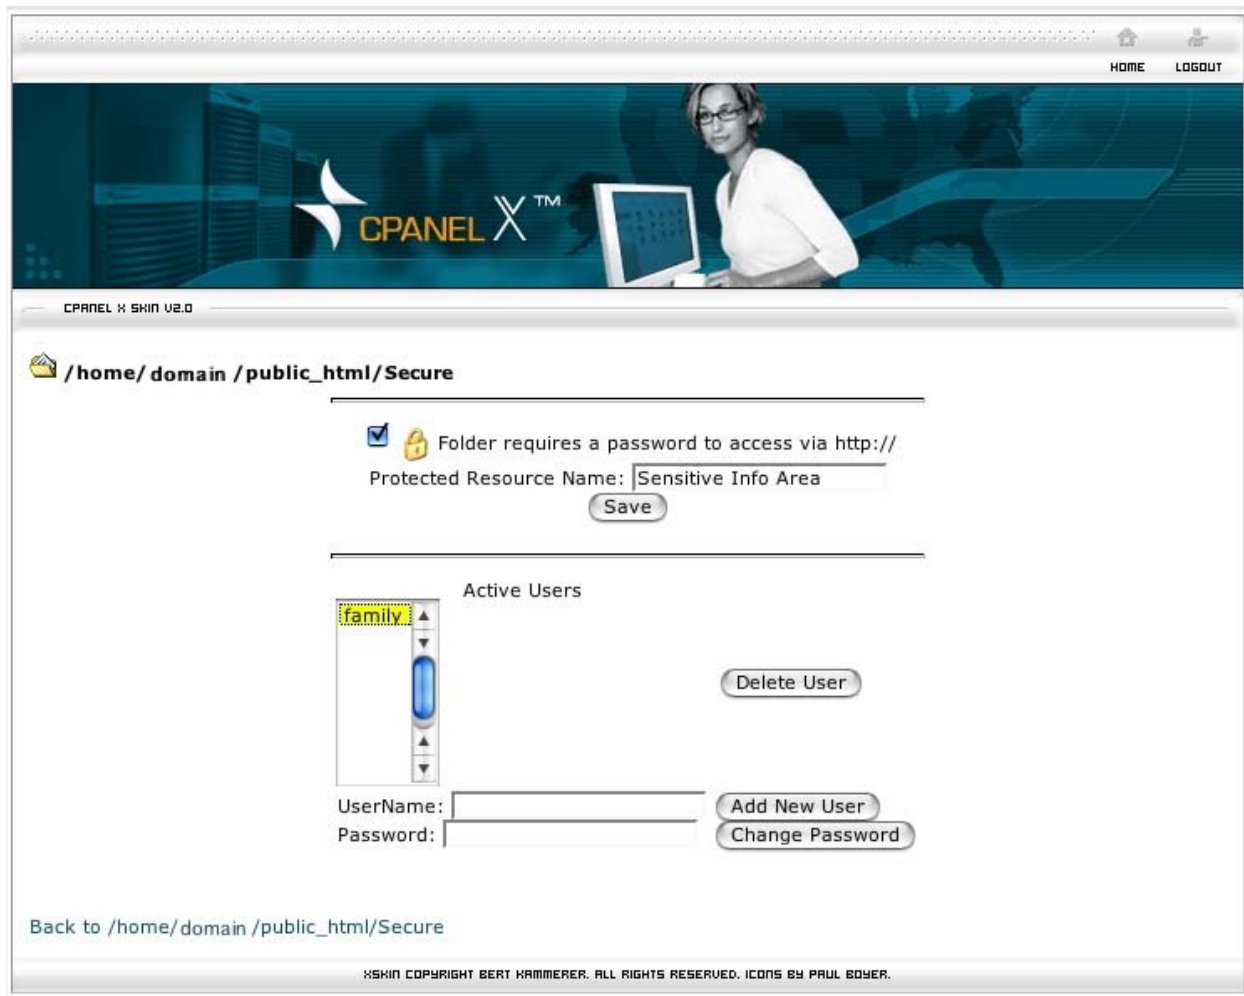 HOME LOGOUT
CPANEL X ™
CPANEL X SKIN V2.0
/home/ domain /public_html/Secure
Folder requires a password to access via http://
Protected Resource Name: Sensitive Info Area
Save
Active Users
family
Delete User
UserName: Add New User
Password: Change Password
Back to /home/ domain /public_html/Secure
XSKIN COPYRIGHT BERT KAMMERER. ALL RIGHTS RESERVED. ICONS BY PAUL BOYER.